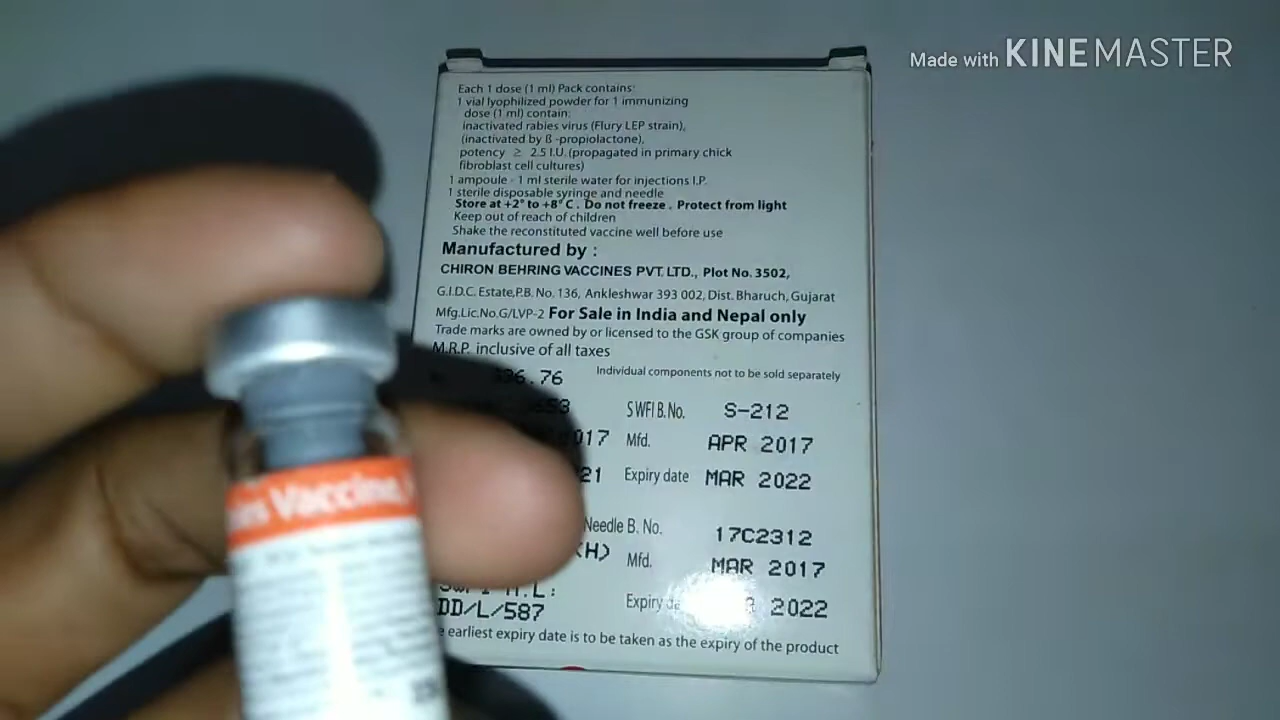 Made with KINEMASTER
Each 1 dose (1 ml) Pack contains:
1 vial lyophilized powder for 1 immunizing
dose (1 ml) contain:
inactivated rabies virus (Flury LEP strain),
(inactivated by ß -propiolactone),
potency ≥ 2.5 I.U. (propagated in primary chick
fibroblast cell cultures)
1 ampoule - 1 ml sterile water for injections I.P.
1 sterile disposable syringe and needle
Store at +2° to +8° C. Do not freeze. Protect from light
Keep out of reach of children
Shake the reconstituted vaccine well before use
Manufactured by :
CHIRON BEHRING VACCINES PVT. LTD., Plot No. 3502,
G.I.D.C. Estate, P.B. No. 136, Ankleshwar 393 002, Dist. Bharuch, Gujarat
Mfg.Lic.No.G/LVP-2 For Sale in India and Nepal only
Trade marks are owned by or licensed to the GSK group of companies
M.R.P. inclusive of all taxes
36.76 Individual components not to be sold separately
SWFI B.No. S-212
017 Mfd. APR 2017
21 Expiry date MAR 2022
Needle B. No. 17C2312
(H) Mfd. MAR 2017
DD/L/587 Expiry 2022
earliest expiry date is to be taken as the expiry of the product
Vaccine,